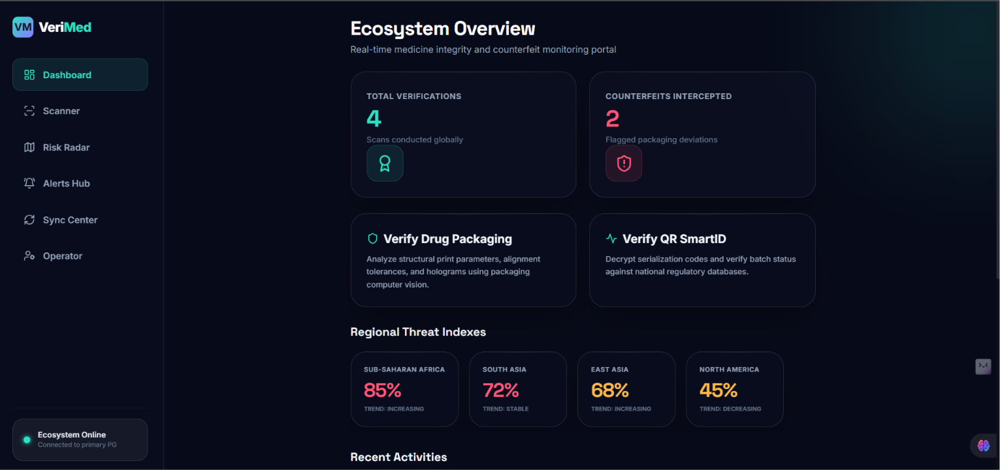 VM VeriMed
Dashboard
Scanner
Risk Radar
Alerts Hub
Sync Center
Operator
Ecosystem Online
Connected to primary PG
Ecosystem Overview
Real-time medicine integrity and counterfeit monitoring portal
TOTAL VERIFICATIONS
4
Scans conducted globally
COUNTERFEITS INTERCEPTED
2
Flagged packaging deviations
Verify Drug Packaging
Analyze structural print parameters, alignment
tolerances, and holograms using packaging
computer vision.
Verify QR SmartID
Decrypt serialization codes and verify batch status
against national regulatory databases.
Regional Threat Indexes
SUB-SAHARAN AFRICA
85%
TREND: INCREASING
SOUTH ASIA
72%
TREND: STABLE
EAST ASIA
68%
TREND: INCREASING
NORTH AMERICA
45%
TREND: DECREASING
Recent Activities